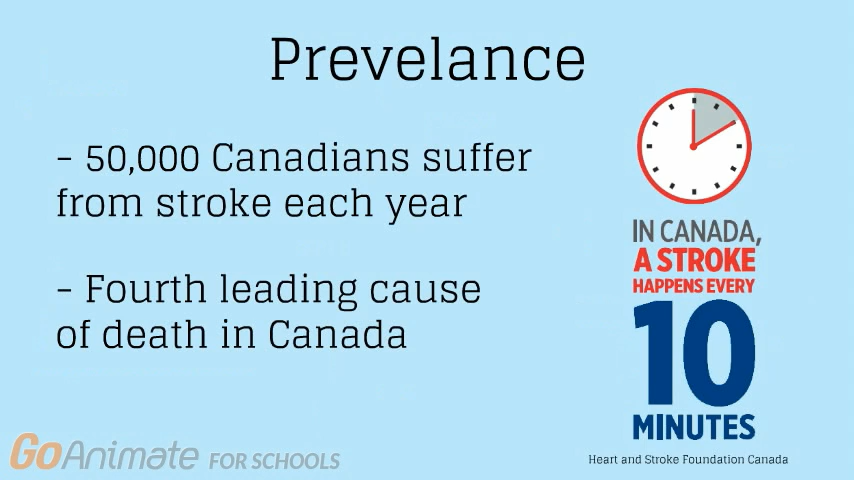 Prevelance
- 50,000 Canadians suffer
from stroke each year
- Fourth leading cause
of death in Canada
IN CANADA,
A STROKE
HAPPENS EVERY
10
MINUTES
Heart and Stroke Foundation Canada
GoAnimate FOR SCHOOLS